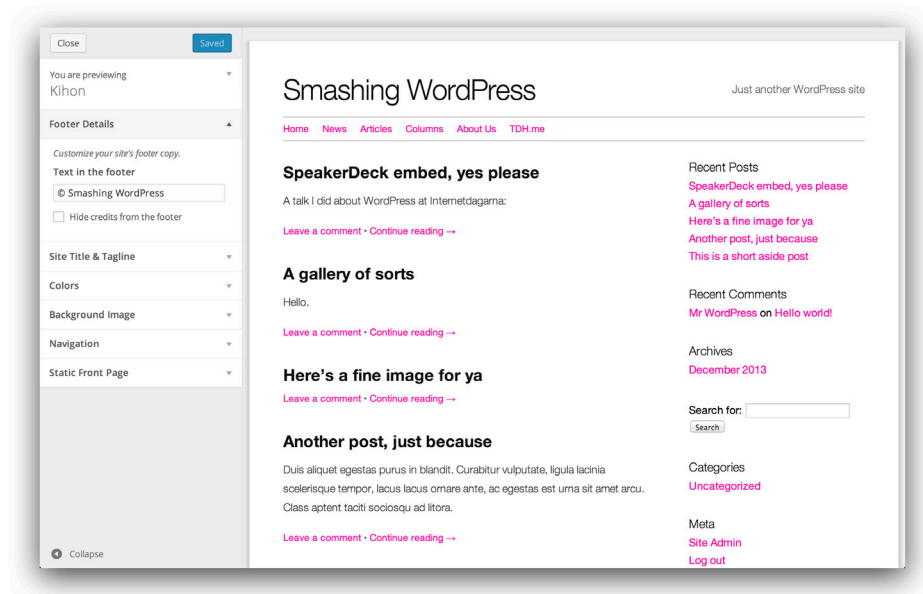 Close
Saved
You are previewing
Kihon
Footer Details
Customize your site's footer copy.
Text in the footer
© Smashing WordPress
Hide credits from the footer
Site Title & Tagline
Colors
Background Image
Navigation
Static Front Page
Collapse
Smashing WordPress
Just another WordPress site
Home News Articles Columns About Us TDH.me
SpeakerDeck embed, yes please
A talk I did about WordPress at Internetdagarna:
Leave a comment • Continue reading →
A gallery of sorts
Hello.
Leave a comment • Continue reading →
Here's a fine image for ya
Leave a comment • Continue reading →
Another post, just because
Duis aliquet egestas purus in blandit. Curabitur vulputate, ligula lacinia
scelerisque tempor, lacus lacus ornare ante, ac egestas est urna sit amet arcu.
Class aptent taciti sociosqu ad litora.
Leave a comment • Continue reading →
Recent Posts
SpeakerDeck embed, yes please
A gallery of sorts
Here's a fine image for ya
Another post, just because
This is a short aside post
Recent Comments
Mr WordPress on Hello world!
Archives
December 2013
Search for:
Search
Categories
Uncategorized
Meta
Site Admin
Log out